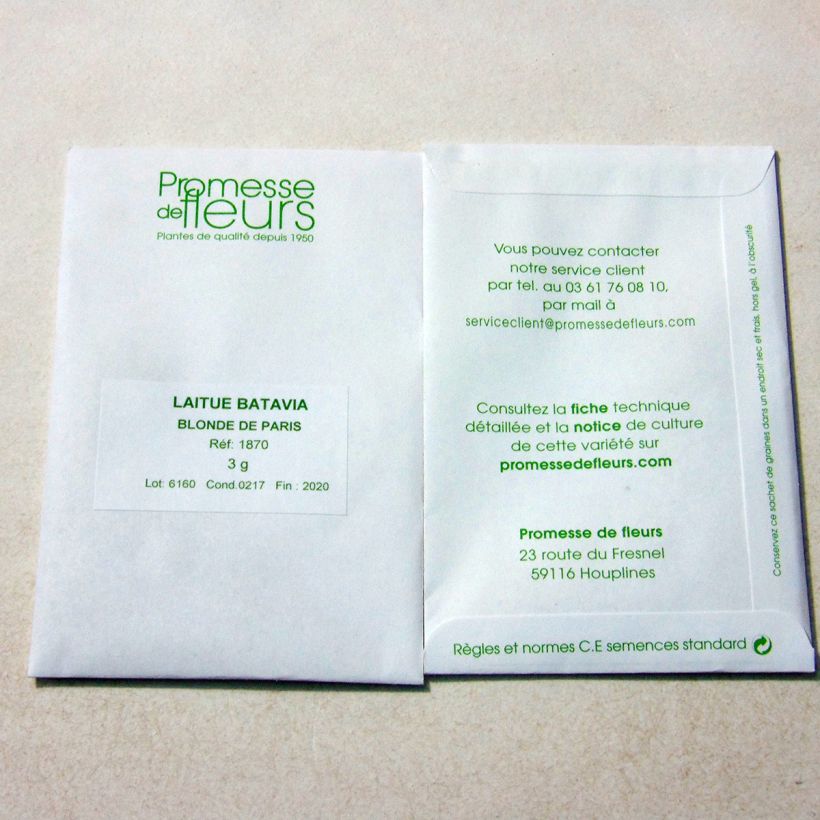 Promesse
de fleurs
Plantes de qualité depuis 1950
LAITUE BATAVIA
BLONDE DE PARIS
Réf: 1870
3 g
Lot: 6160 Cond.0217 Fin : 2020
Vous pouvez contacter
notre service client
par tel. au 03 61 76 08 10,
par mail à
serviceclient@promessedefleurs.com
Consultez la fiche technique
détaillée et la notice de culture
de cette variété sur
promessedefleurs.com
Promesse de fleurs
23 route du Fresnel
59116 Houplines
Règles et normes C.E semences standard
Conservez ce sachet de graines dans un endroit sec et frais, hors gel, à l'obscurité